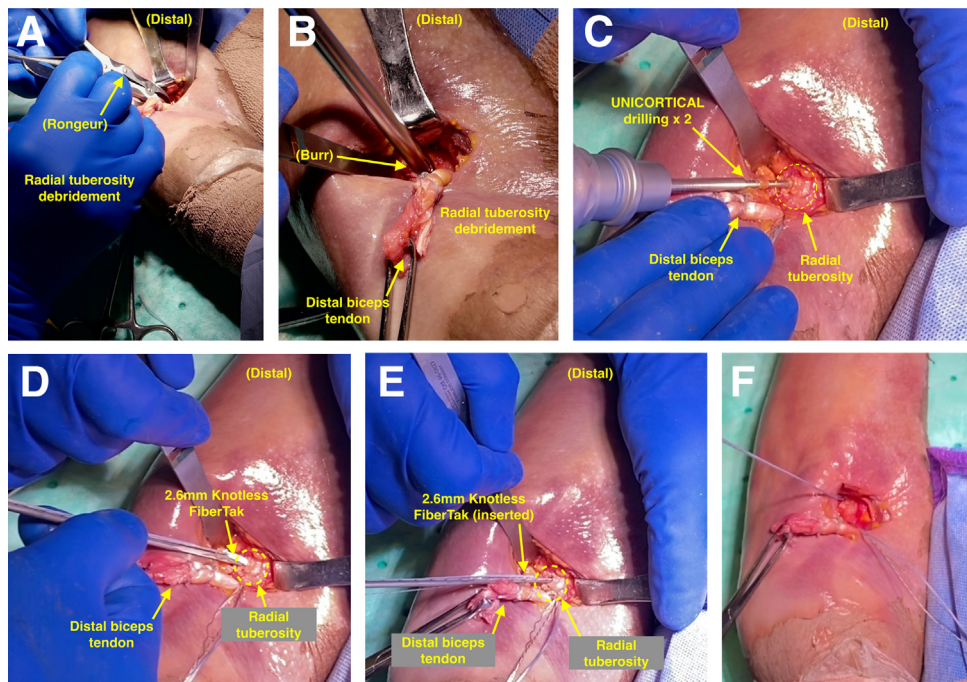 A
(Distal)
(Rongeur)
Radial tuberosity
debridement
B
(Distal)
(Burr)
Radial tuberosity
debridement
Distal biceps
tendon
C
(Distal)
UNICORTICAL
drilling x 2
Distal biceps
tendon
Radial
tuberosity
D
(Distal)
2.6mm Knotless
FiberTak
Distal biceps
tendon
Radial
tuberosity
E
(Distal)
2.6mm Knotless
FiberTak (inserted)
Distal biceps
tendon
Radial
tuberosity
F